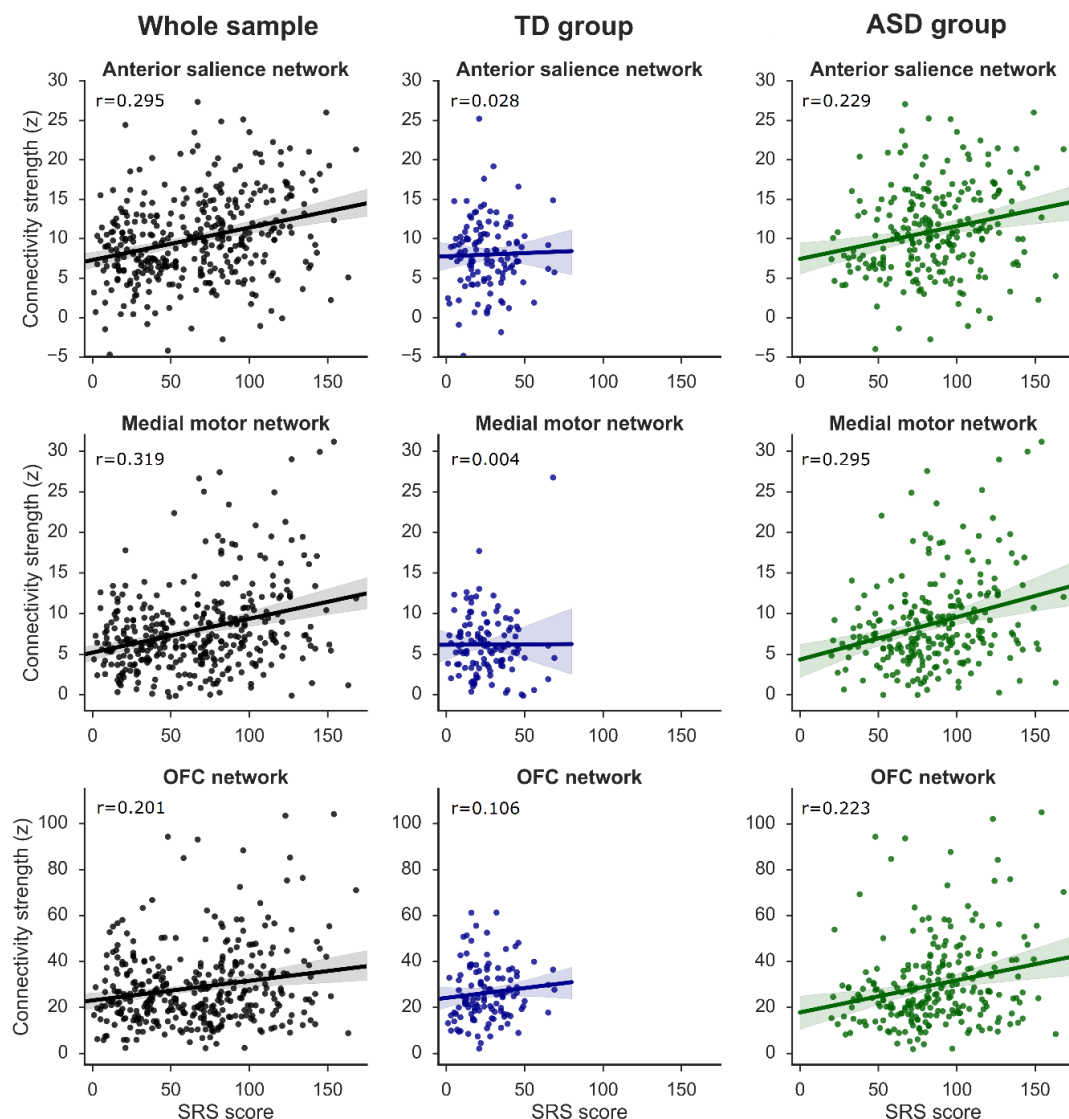 Whole sample
TD group
ASD group
Anterior salience network
Anterior salience network
Anterior salience network
r=0.295
r=0.028
r=0.229
Connectivity strength (z)
30
25
20
15
10
5
0
−5
0 50 100 150
30
25
20
15
10
5
0
−5
0 50 100 150
30
25
20
15
10
5
0
−5
0 50 100 150
Medial motor network
Medial motor network
Medial motor network
r=0.319
r=0.004
r=0.295
Connectivity strength (z)
30
25
20
15
10
5
0
0 50 100 150
30
25
20
15
10
5
0
0 50 100 150
30
25
20
15
10
5
0
0 50 100 150
OFC network
OFC network
OFC network
r=0.201
r=0.106
r=0.223
Connectivity strength (z)
100
80
60
40
20
0
0 50 100 150
100
80
60
40
20
0
0 50 100 150
100
80
60
40
20
0
0 50 100 150
SRS score
SRS score
SRS score